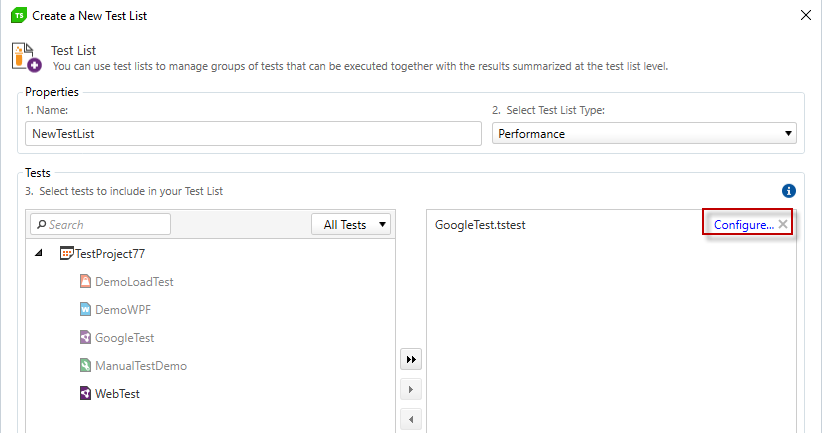 TS Create a New Test List
Test List
You can use test lists to manage groups of tests that can be executed together with the results summarized at the test list level.
Properties
1. Name:
2. Select Test List Type:
NewTestList
Performance
Tests
3. Select tests to include in your Test List
Search
All Tests
GoogleTest.tstest
Configure...
TestProject77
DemoLoadTest
DemoWPF
GoogleTest
ManualTestDemo
WebTest